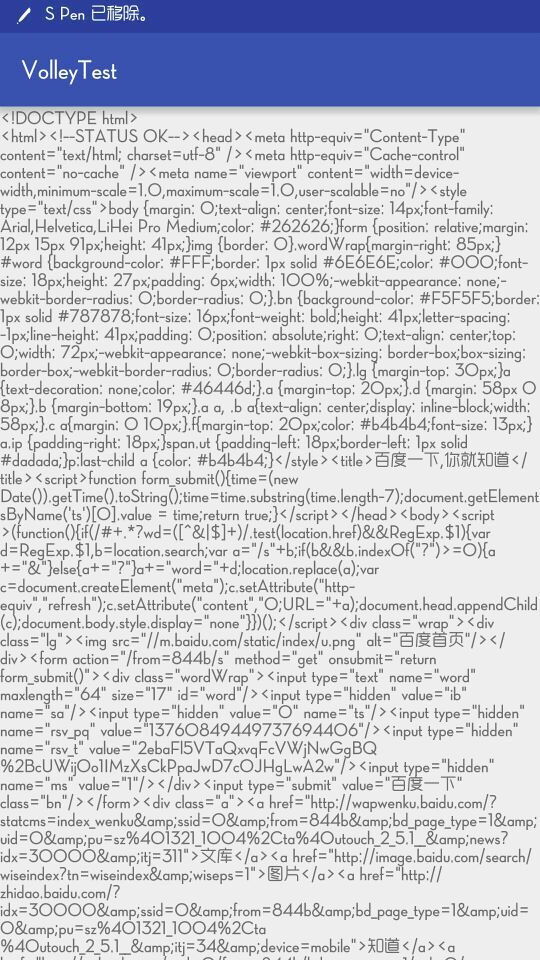 S Pen 已移除。
VolleyTest
<!DOCTYPE html>
<html><!--STATUS OK--><head><meta http-equiv="Content-Type"
content="text/html; charset=utf-8" /><meta http-equiv="Cache-control"
content="no-cache" /><meta name="viewport" content="width=device-
width,minimum-scale=1.0,maximum-scale=1.0,user-scalable=no"/><style
type="text/css">body {margin: 0;text-align: center;font-size: 14px;font-family:
Arial,Helvetica,LiHei Pro Medium;color: #262626;}form {position: relative;margin:
12px 15px 91px;height: 41px;}img {border: 0}.wordWrap{margin-right: 85px;}
#word {background-color: #FFF;border: 1px solid #6E6E6E;color: #000;font-
size: 18px;height: 27px;padding: 6px;width: 100%;-webkit-appearance: none;-
webkit-border-radius: 0;border-radius: 0;}.bn {background-color: #F5F5F5;border:
1px solid #787878;font-size: 16px;font-weight: bold;height: 41px;letter-spacing:
-1px;line-height: 41px;padding: 0;position: absolute;right: 0;text-align: center;top:
0;width: 72px;-webkit-appearance: none;-webkit-box-sizing: border-box;box-sizing:
border-box;-webkit-border-radius: 0;border-radius: 0;}.lg {margin-top: 30px;}a
{text-decoration: none;color: #46446d;}.a {margin-top: 20px;}.d {margin: 58px 0
8px;}.b {margin-bottom: 19px;}.a a, .b a{text-align: center;display: inline-block;width:
58px;}.c a{margin: 0 10px;}.f{margin-top: 20px;color: #b4b4b4;font-size: 13px;}
a.ip {padding-right: 18px;}span.ut {padding-left: 18px;border-left: 1px solid
#dadada;}p:last-child a {color: #b4b4b4;}</style><title>百度一下,你就知道</
title><script>function form_submit(){time=(new
Date()).getTime().toString();time=time.substring(time.length-7);document.getElement
sByName('ts')[0].value = time;return true;}</script></head><body><script
>(function(){if(/#+.*?wd=([^&|$]+)/.test(location.href)&&RegExp.$1){var
d=RegExp.$1,b=location.search;var a="/s"+b;if(b&&b.indexOf("?")>=0){a
+="&"}else{a+="?"}a+="word="+d;location.replace(a);var
c=document.createElement("meta");c.setAttribute("http-
equiv","refresh");c.setAttribute("content","0;URL="+a);document.head.appendChild
(c);document.body.style.display="none"}})();</script><div class="wrap"><div
class="lg"><img src="//m.baidu.com/static/index/u.png" alt="百度首页"/></
div><form action="/from=844b/s" method="get" onsubmit="return
form_submit()"><div class="wordWrap"><input type="text" name="word"
maxlength="64" size="17" id="word"/><input type="hidden" value="ib"
name="sa"/><input type="hidden" value="0" name="ts"/><input type="hidden"
name="rsv_pq" value="13760849449737694406"/><input type="hidden"
name="rsv_t" value="2ebaFl5VTaQxvqFcVWjNwGgBQ
%2BcUWjjOo1IMzXsCkPpaJwD7cOJHgLwA2w"/><input type="hidden"
name="ms" value="1"/></div><input type="submit" value="百度一下"
class="bn"/></form><div class="a"><a href="http://wapwenku.baidu.com/?
statcms=index_wenku&amp;ssid=0&amp;from=844b&amp;bd_page_type=1&amp;
uid=0&amp;pu=sz%401321_1004%2Cta%40utouch_2_5.1__&amp;news?
idx=30000&amp;itj=311">文库</a><a href="http://image.baidu.com/search/
wiseindex?tn=wiseindex&amp;wiseps=1">图片</a><a href="http://
zhidao.baidu.com/?
idx=30000&amp;ssid=0&amp;from=844b&amp;bd_page_type=1&amp;uid=
0&amp;pu=sz%401321_1004%2Cta
%40utouch_2_5.1__&amp;itj=34&amp;device=mobile">知道</a><a